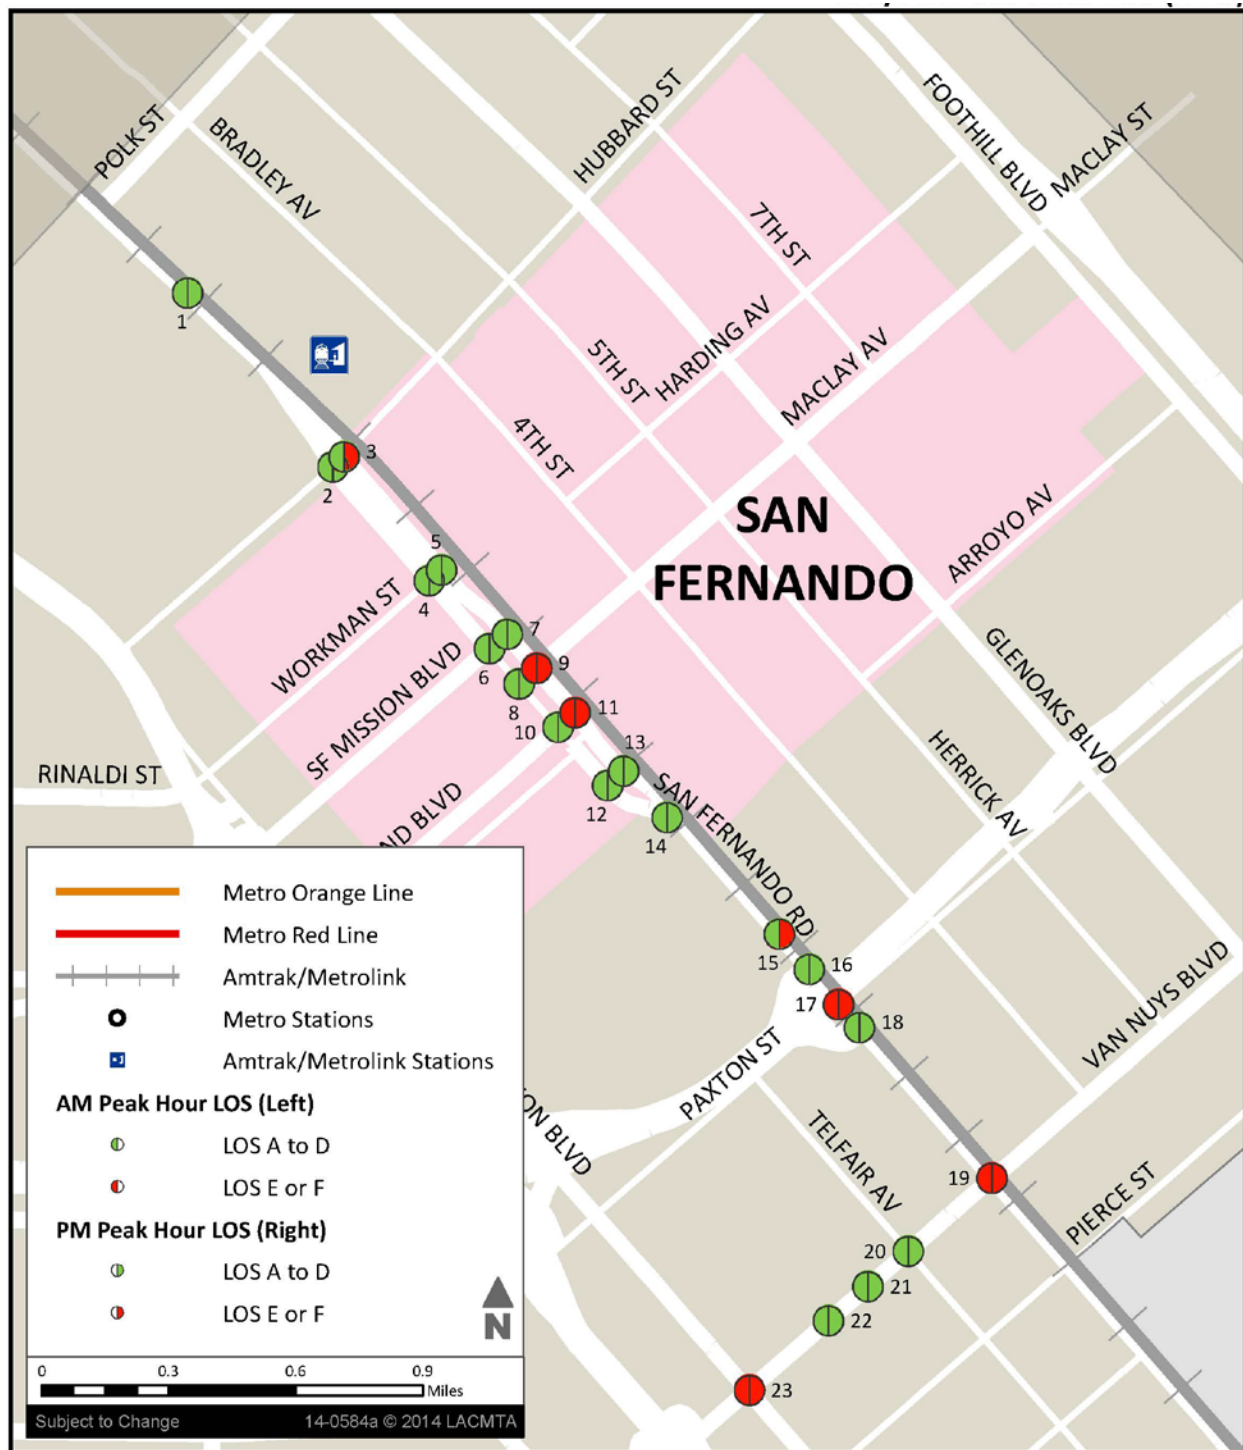 POLK ST
BRADLEY AV
HUBBARD ST
FOOTHILL BLVD
MACLAY ST
7TH ST
HARDING AV
5TH ST
MACLAY AV
4TH ST
1
2
3
SAN
FERNANDO
ARROYO AV
5
4
WORKMAN ST
7
6
SF MISSION BLVD
9
8
11
10
13
12
14
GLENOAKS BLVD
HERRICK AV
RINALDI ST
ND BLVD
SAN FERNANDO RD
15
16
17
18
VAN NUYS BLVD
PAXTON ST
ON BLVD
TELFAIR AV
19
PIERCE ST
20
21
22
23
Metro Orange Line
Metro Red Line
Amtrak/Metrolink
Metro Stations
Amtrak/Metrolink Stations
AM Peak Hour LOS (Left)
LOS A to D
LOS E or F
PM Peak Hour LOS (Right)
LOS A to D
LOS E or F
N
0 0.3 0.6 0.9
Miles
Subject to Change 14-0584a © 2014 LACMTA